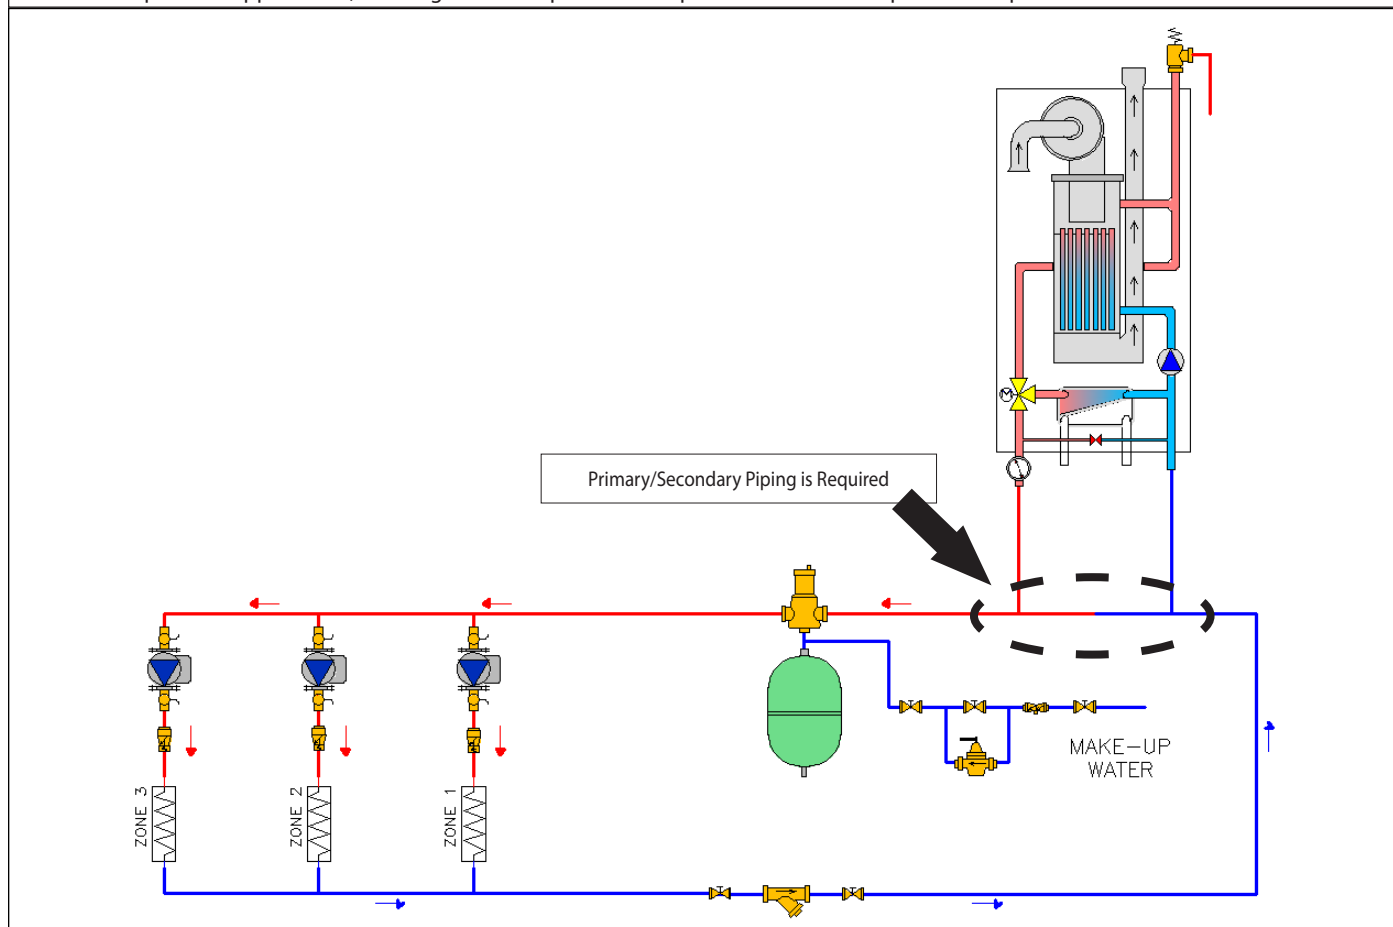 Primary/Secondary Piping is Required
M
MAKE-UP
WATER
ZONE 3
ZONE 2
ZONE 1